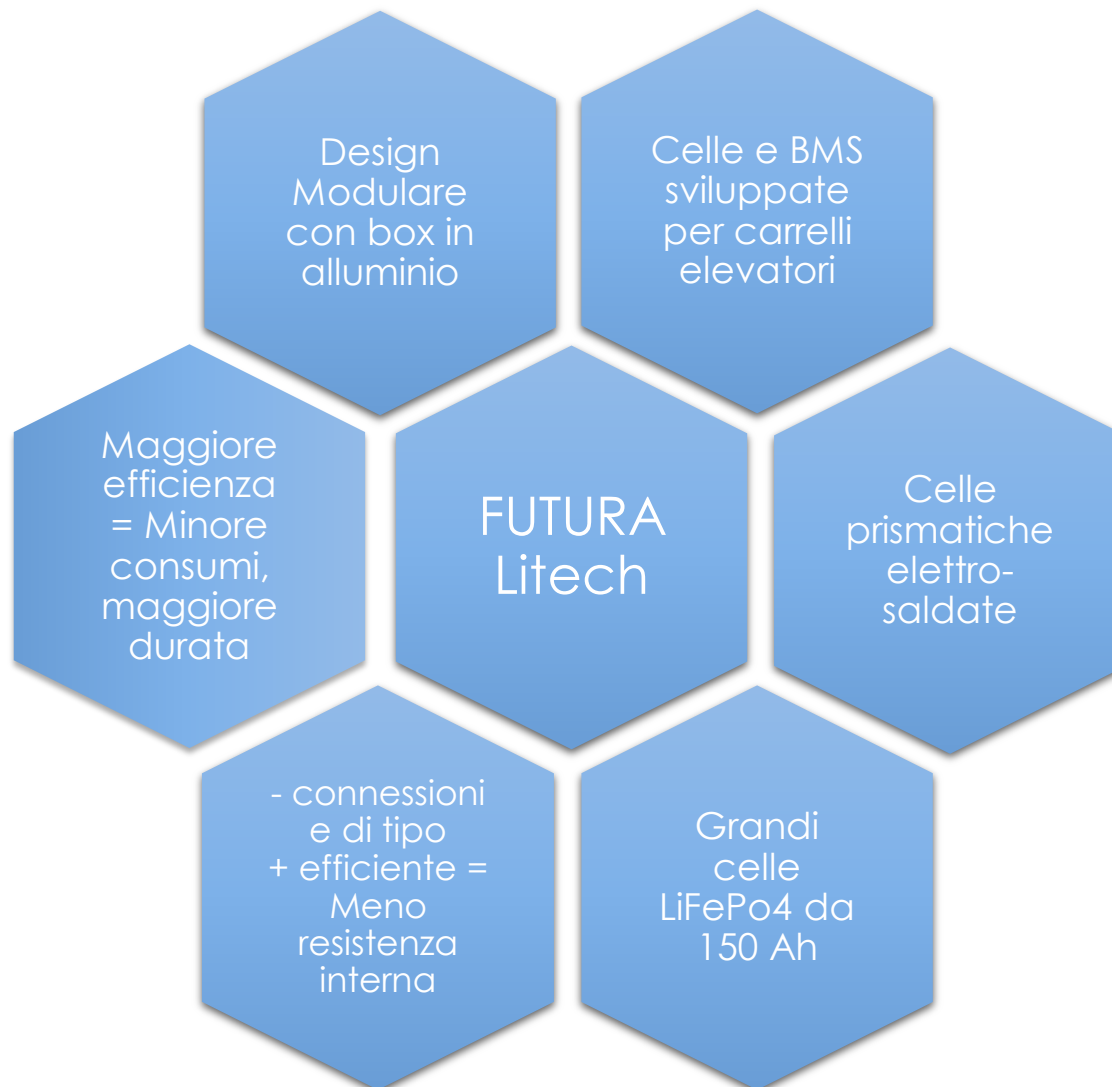 Design
Modulare
con box in
alluminio
Celle e BMS
sviluppate
per carrelli
elevatori
Maggiore
efficienza
= Minore
consumi,
maggiore
durata
FUTURA
Litech
Celle
prismatiche
elettro-
saldate
- connessioni
e di tipo
+ efficiente =
Meno
resistenza
interna
Grandi
celle
LiFePo4 da
150 Ah